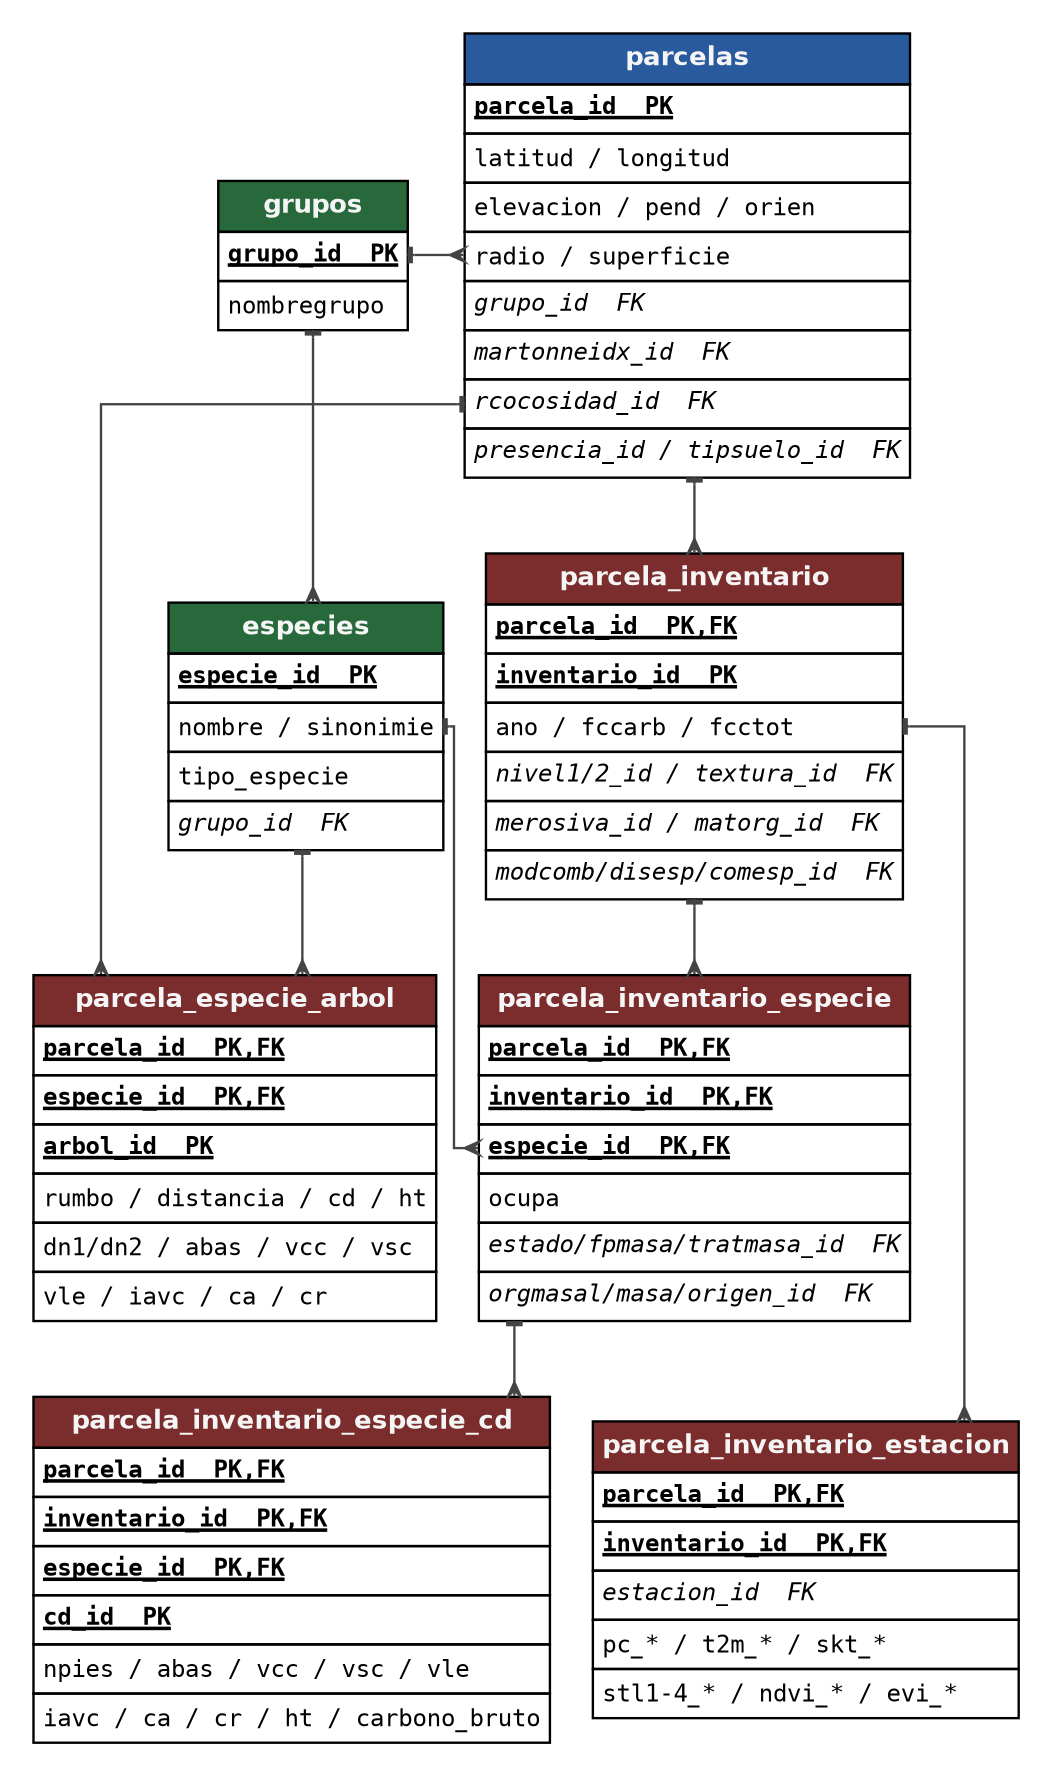 parcelas
parcela_id  PK
latitud / longitud
elevacion / pend / orien
radio / superficie
grupo_id  FK
martonneidx_id  FK
rcocosidad_id  FK
presencia_id / tipsuelo_id  FK
grupos
grupo_id  PK
nombregrupo
parcela_inventario
parcela_id  PK,FK
inventario_id  PK
ano / fccarb / fcctot
nivel1/2_id / textura_id  FK
merosiva_id / matorg_id  FK
modcomb/disesp/comesp_id  FK
especies
especie_id  PK
nombre / sinonimie
tipo_especie
grupo_id  FK
parcela_especie_arbol
parcela_id  PK,FK
especie_id  PK,FK
arbol_id  PK
rumbo / distancia / cd / ht
dn1/dn2 / abas / vcc / vsc
vle / iavc / ca / cr
parcela_inventario_especie
parcela_id  PK,FK
inventario_id  PK,FK
especie_id  PK,FK
ocupa
estado/fpmasa/tratmasa_id  FK
orgmasal/masa/origen_id  FK
parcela_inventario_especie_cd
parcela_id  PK,FK
inventario_id  PK,FK
especie_id  PK,FK
cd_id  PK
npies / abas / vcc / vsc / vle
iavc / ca / cr / ht / carbono_bruto
parcela_inventario_estacion
parcela_id  PK,FK
inventario_id  PK,FK
estacion_id  FK
pc_* / t2m_* / skt_*
stl1-4_* / ndvi_* / evi_*